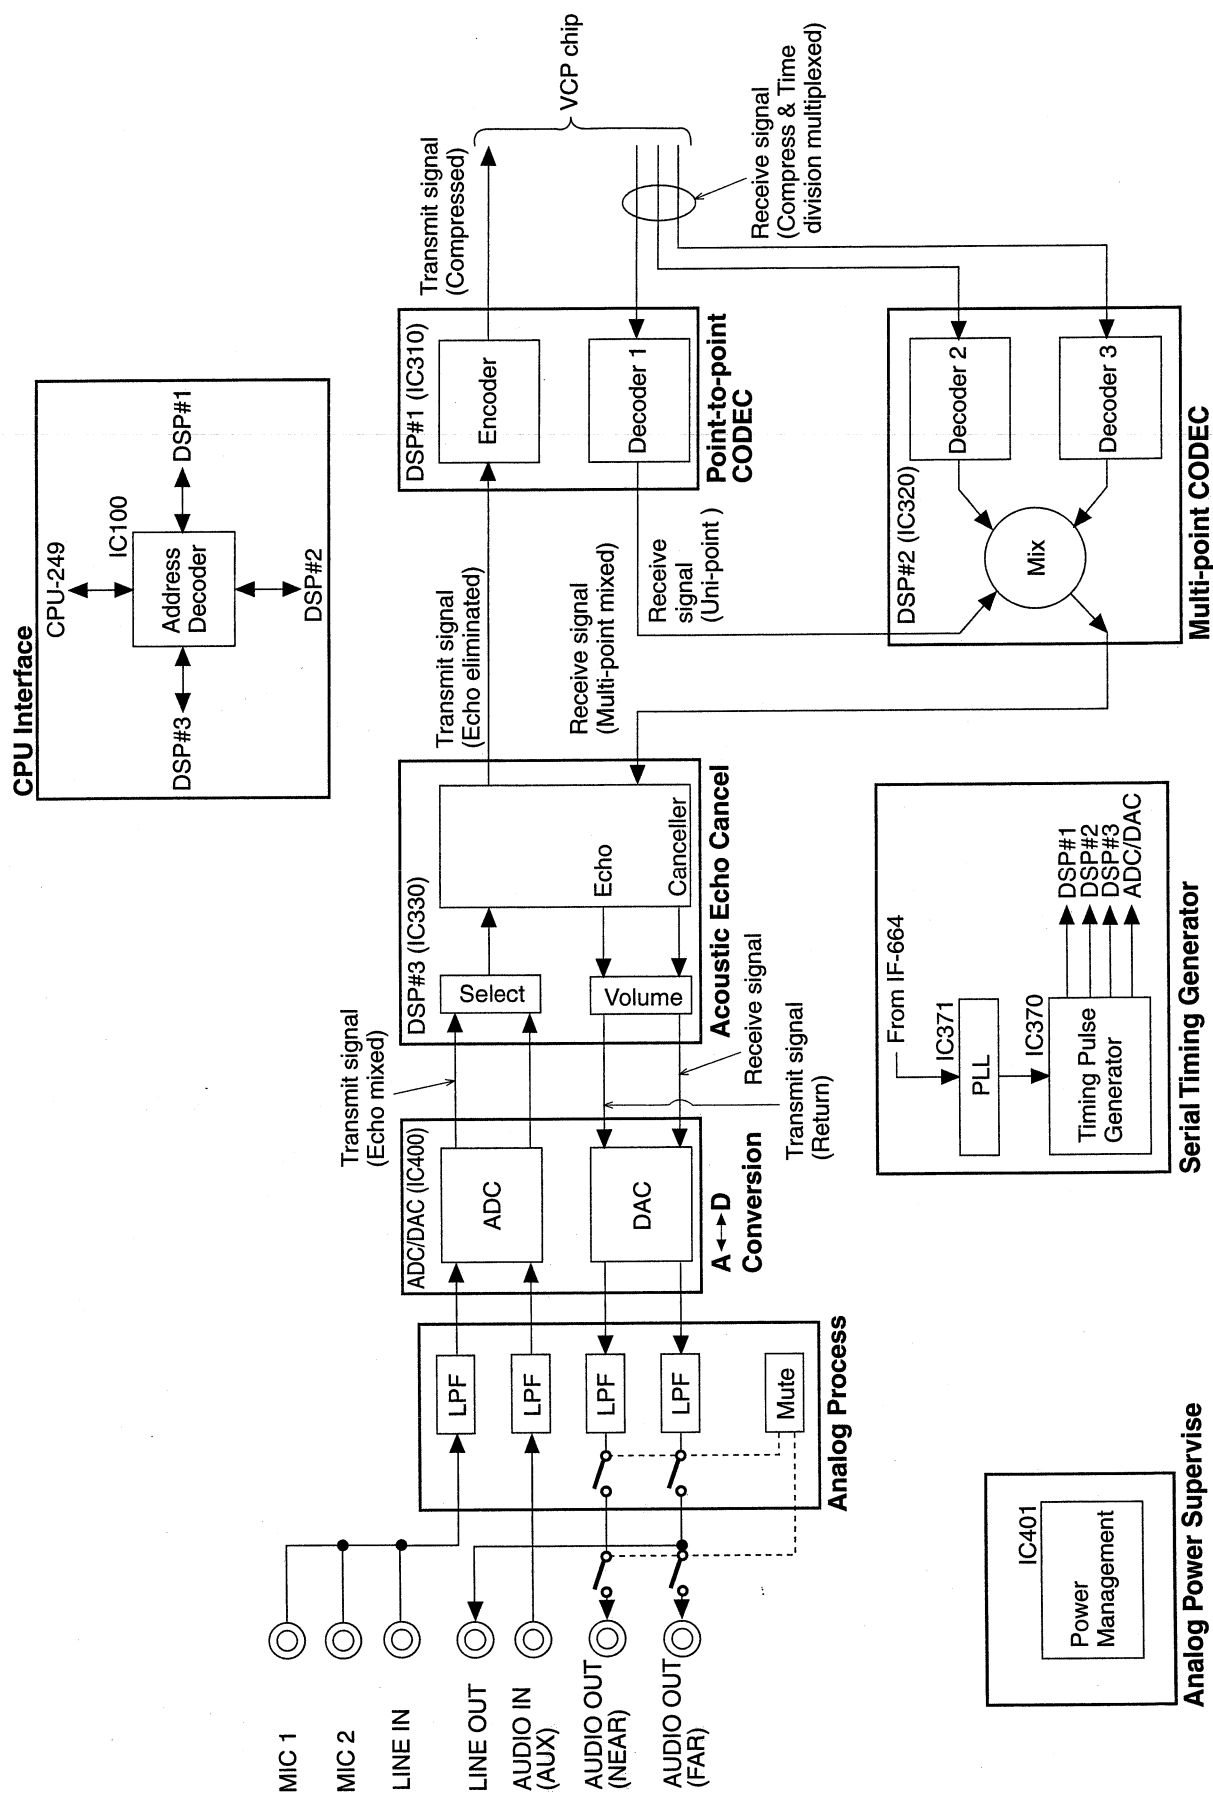 CPU Interface
CPU-249
IC100
DSP#3
Address
Decoder
DSP#1
DSP#2
MIC 1
MIC 2
LINE IN
LINE OUT
AUDIO IN
(AUX)
AUDIO OUT
(NEAR)
AUDIO OUT
(FAR)
LPF
LPF
LPF
LPF
Mute
Analog Process
ADC/DAC (IC400)
ADC
DAC
A D
Conversion
Transmit signal
(Echo mixed)
Receive signal
Transmit signal
(Return)
DSP#3 (IC330)
Select
Volume
Echo
Canceller
Acoustic Echo Cancel
Transmit signal
(Echo eliminated)
Receive signal
(Multi-point mixed)
Receive
signal
(Uni-point )
DSP#1 (IC310)
Encoder
Decoder 1
Point-to-point
CODEC
Transmit signal
(Compressed)
VCP chip
Receive signal
(Compress & Time
division multiplexed)
DSP#2 (IC320)
Mix
Decoder 2
Decoder 3
Multi-point CODEC
Analog Power Supervise
IC401
Power
Management
From IF-664
IC371
PLL
IC370
Timing Pulse
Generator
DSP#1
DSP#2
DSP#3
ADC/DAC
Serial Timing Generator